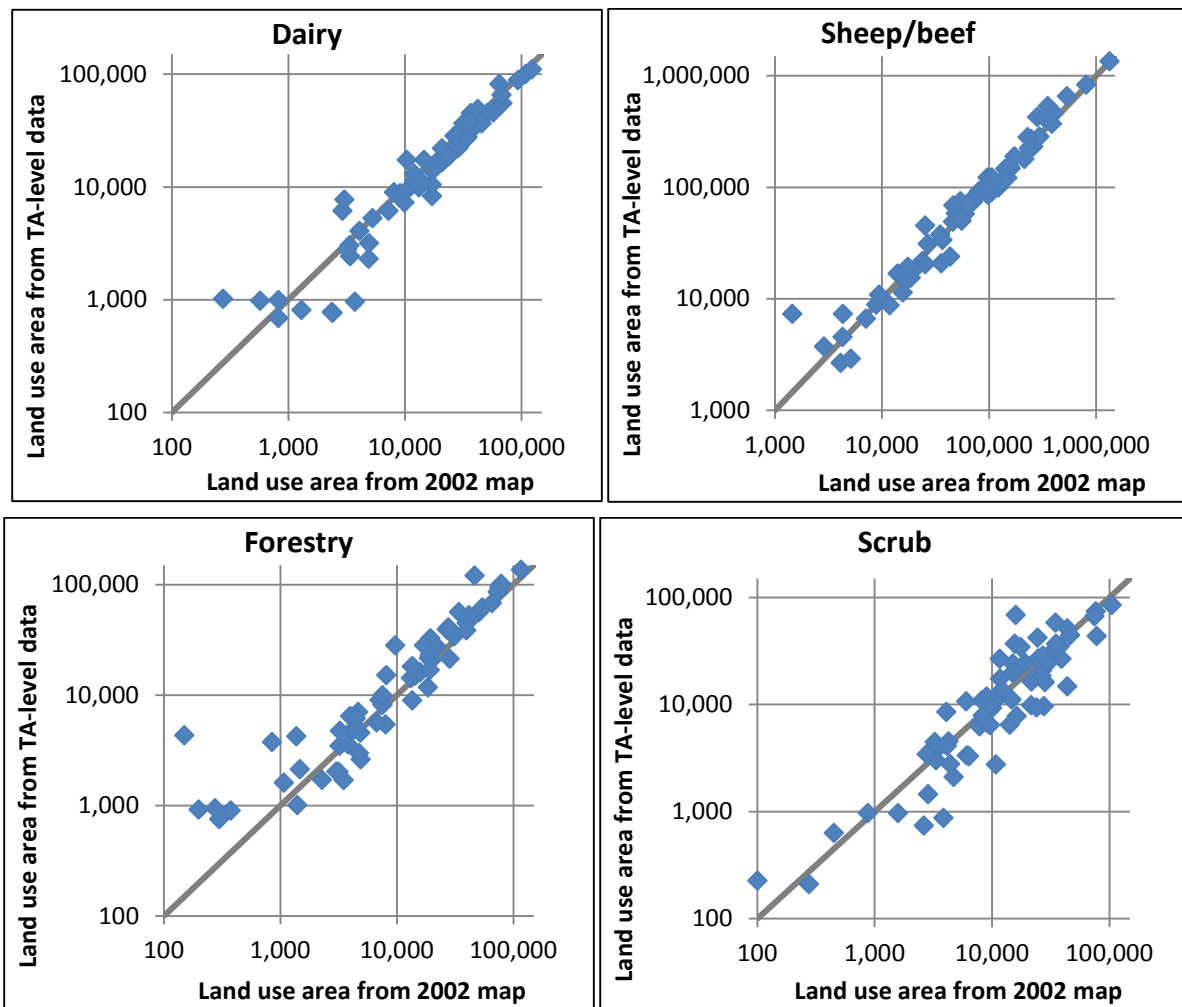 Dairy
Land use area from TA-level data
100,000
10,000
1,000
100
100 1,000 10,000 100,000
Land use area from 2002 map
Sheep/beef
Land use area from TA-level data
1,000,000
100,000
10,000
1,000
1,000 10,000 100,000 1,000,000
Land use area from 2002 map
Forestry
Land use area from TA-level data
100,000
10,000
1,000
100
100 1,000 10,000 100,000
Land use area from 2002 map
Scrub
Land use area from TA-level data
100,000
10,000
1,000
100
100 1,000 10,000 100,000
Land use area from 2002 map